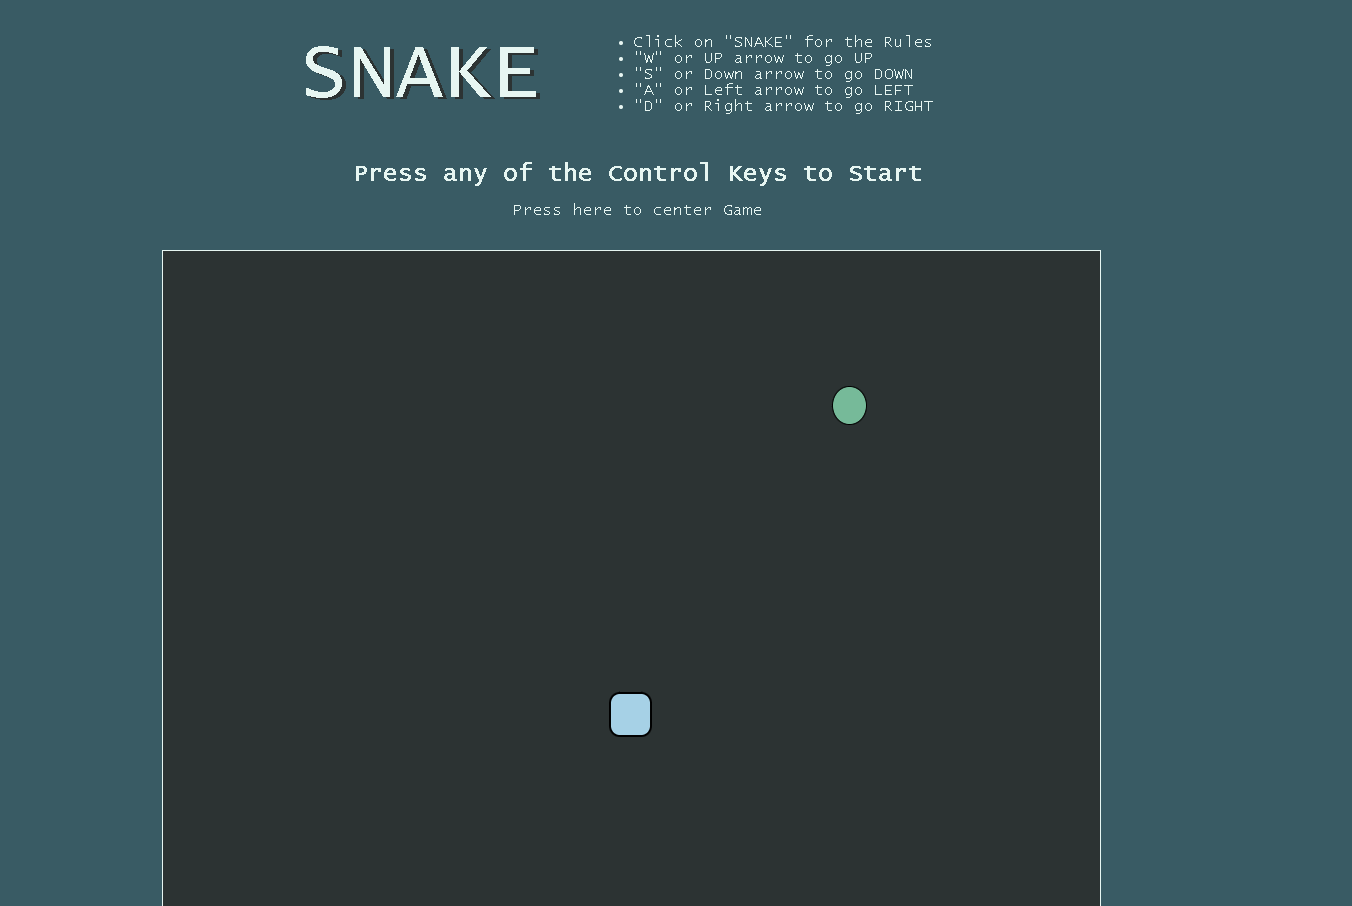 SNAKE
Click on "SNAKE" for the Rules
"W" or UP arrow to go UP
"S" or Down arrow to go DOWN
"A" or Left arrow to go LEFT
"D" or Right arrow to go RIGHT
Press any of the Control Keys to Start
Press here to center Game